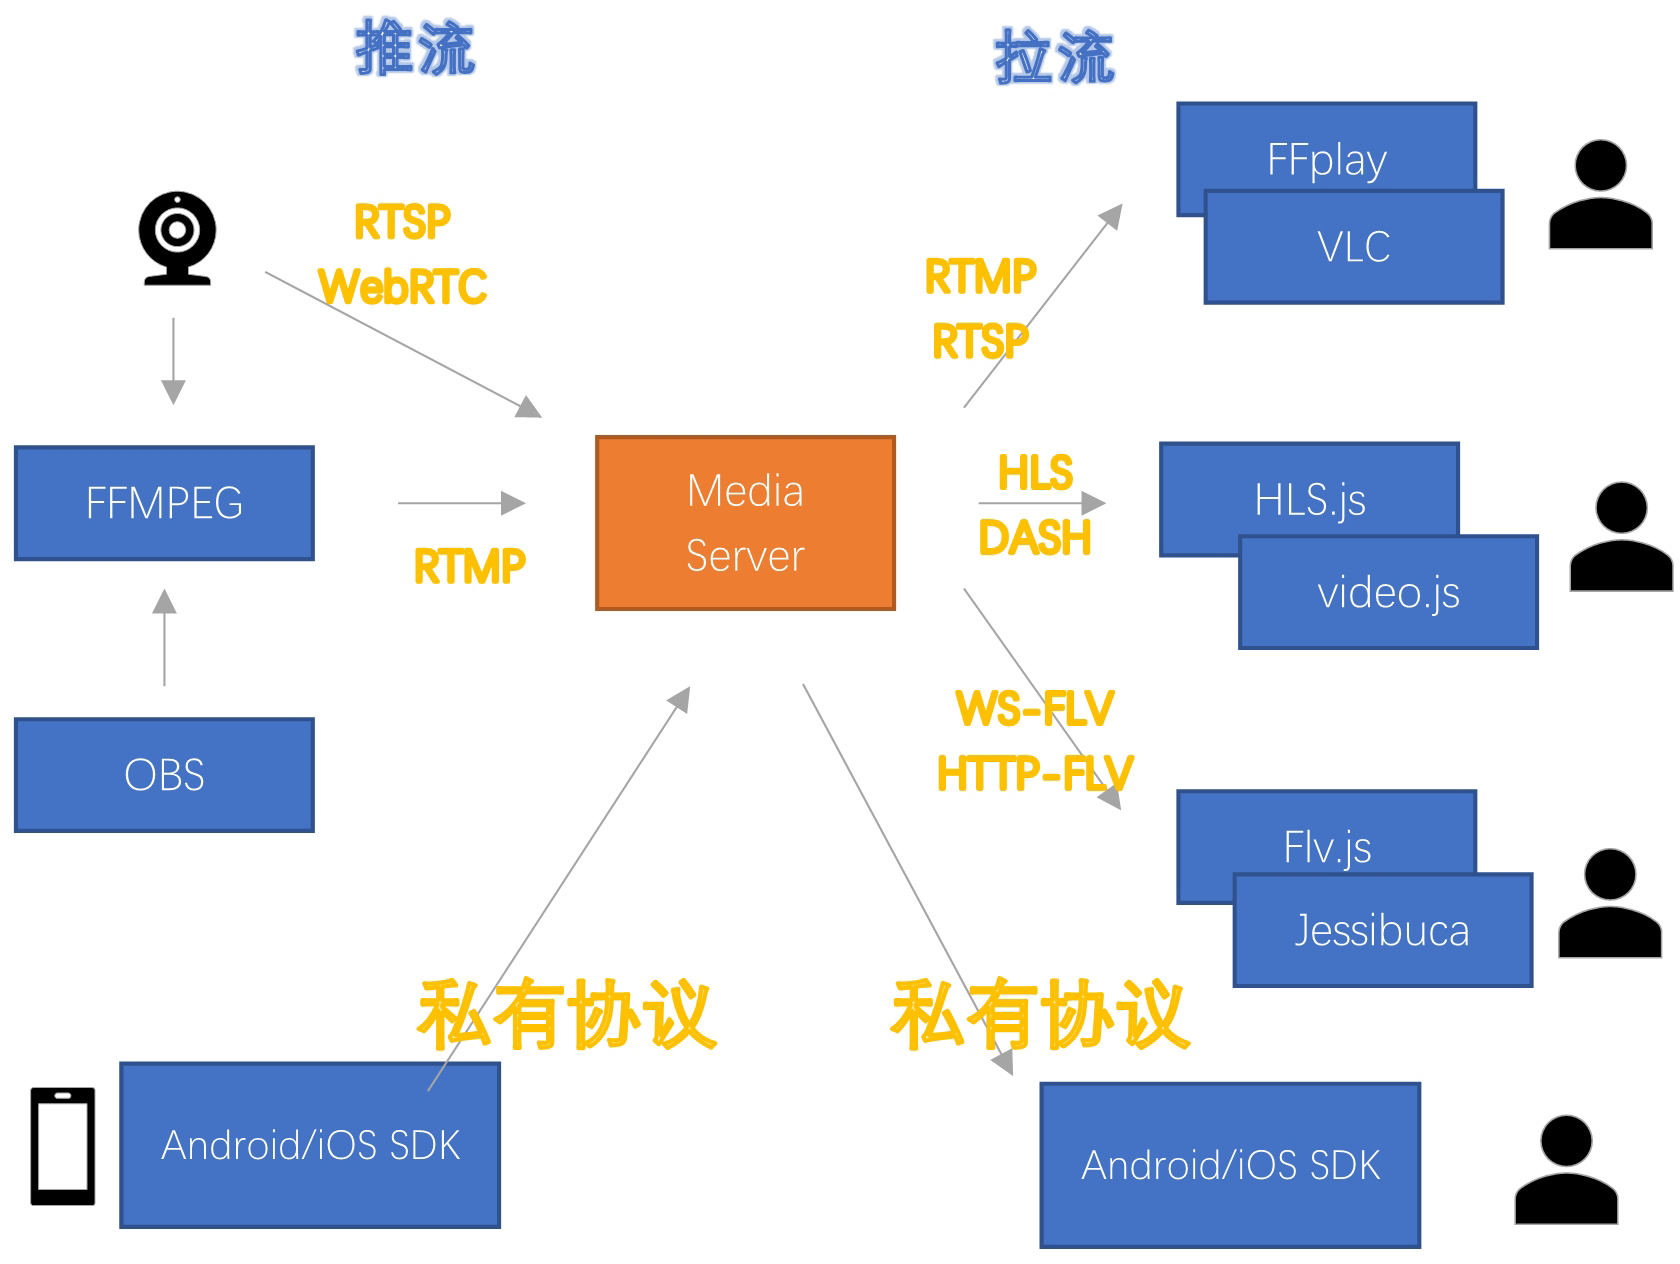 推流
拉流
RTSP
WebRTC
FFMPEG
RTMP
OBS
Media
Server
私有协议
Android/iOS SDK
RTMP
RTSP
FFplay
VLC
HLS
DASH
HLS.js
video.js
WS-FLV
HTTP-FLV
Flv.js
Jessibuca
私有协议
Android/iOS SDK